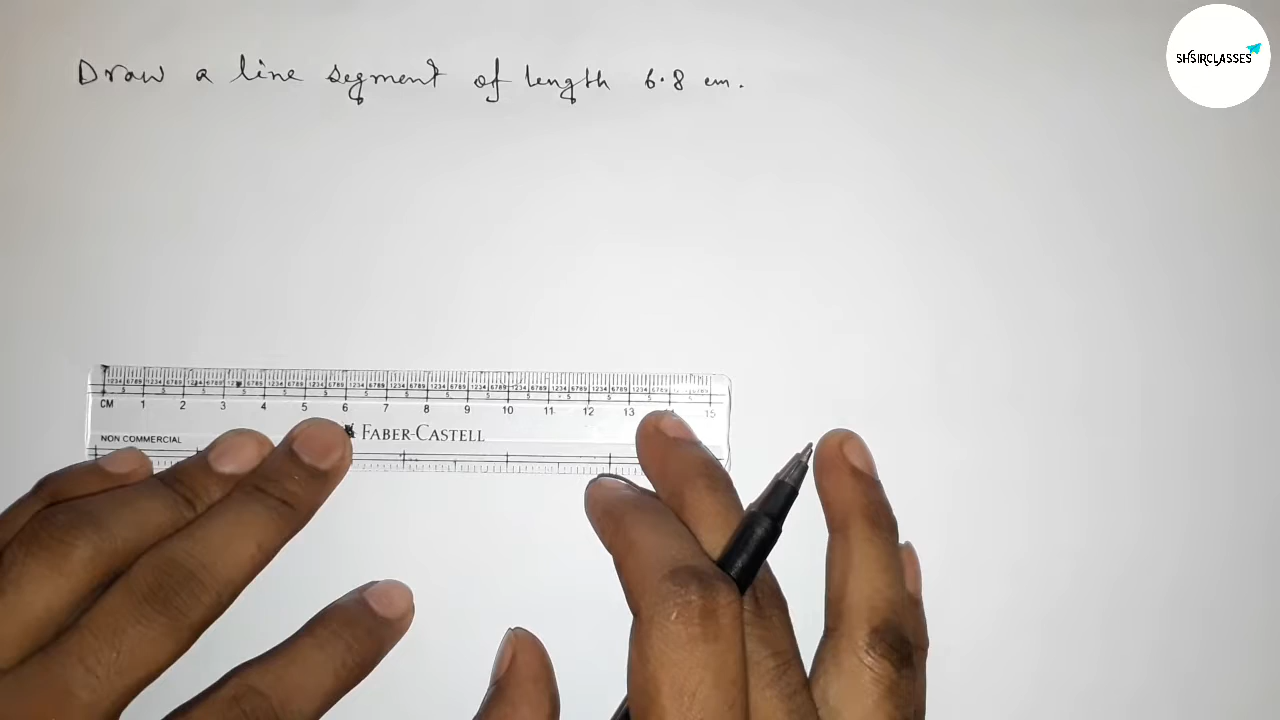 Draw a line segment of length 6.8 cm.
SHSIRCLASSES
CM 1 2 3 4 5 6 7 8 9 10 11 12 13 15
NON COMMERCIAL
FABER-CASTELL